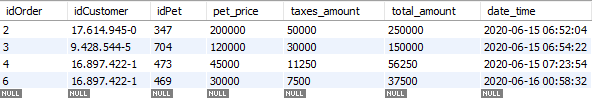 idOrder idCustomer idPet pet_price taxes_amount total_amount date_time
2 17.614.945-0 347 200000 50000 250000 2020-06-15 06:52:04
3 9.428.544-5 704 120000 30000 150000 2020-06-15 06:54:22
4 16.897.422-1 473 45000 11250 56250 2020-06-15 07:23:54
6 16.897.422-1 469 30000 7500 37500 2020-06-16 00:58:32
NULL NULL NULL NULL NULL NULL NULL